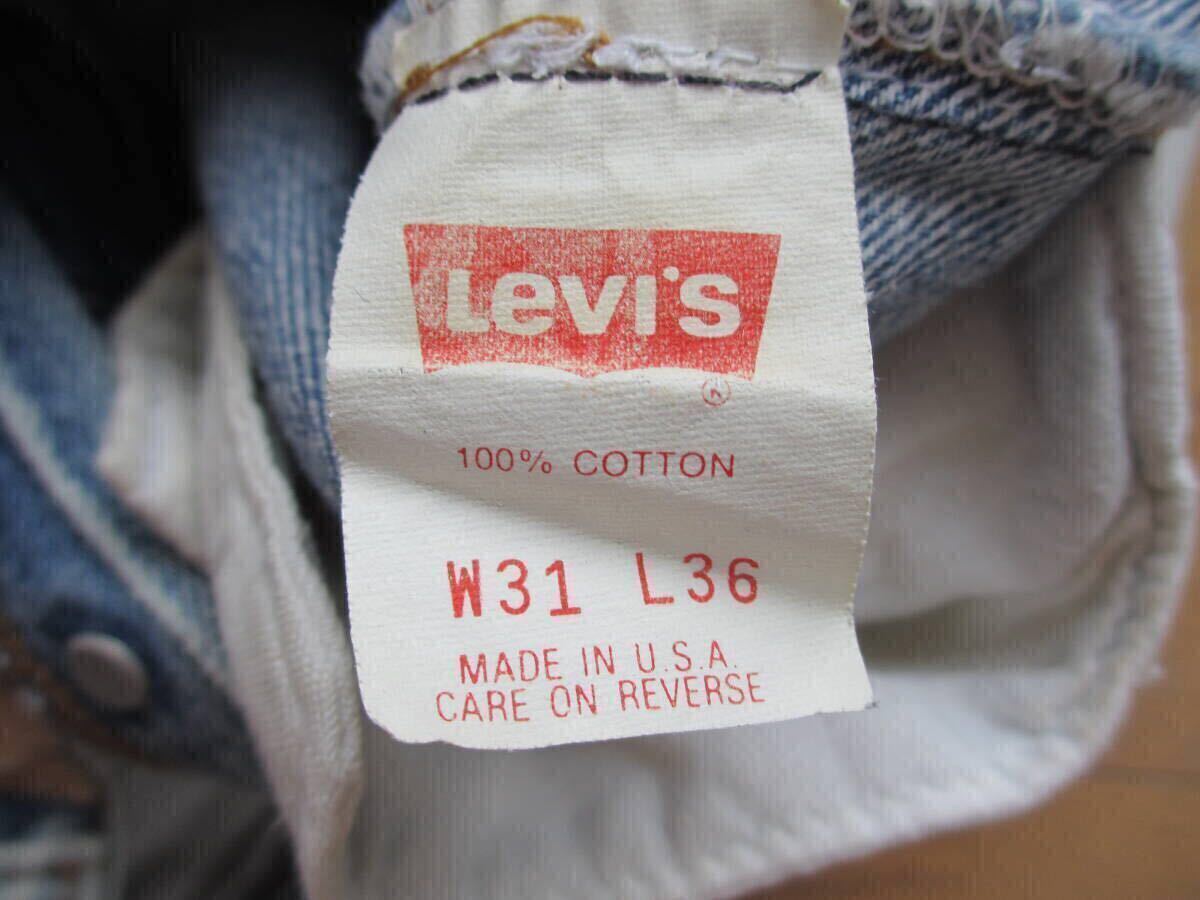 Levi's
®
100% COTTON
W31 L36
MADE IN U.S.A.
CARE ON REVERSE